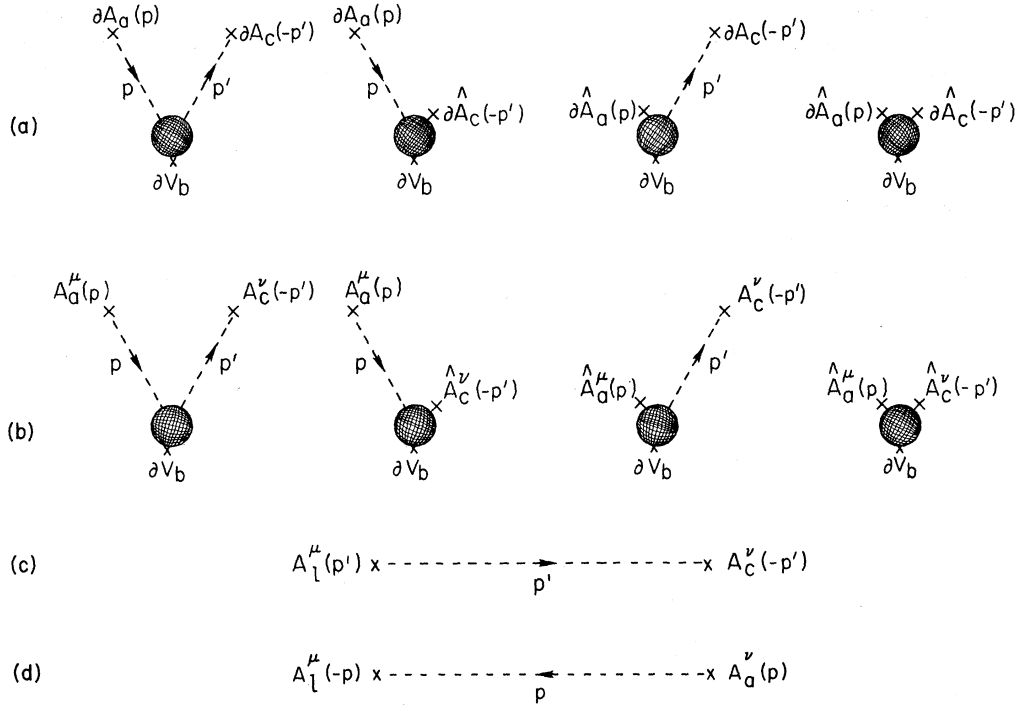 ∂A_a(p) ∂A_c(-p') ∂A_a(p) ∂A_c(-p')
p p' p ∂Â_c(-p') ∂Â_a(p) p' ∂Â_a(p) ∂Â_c(-p')
(a)
∂V_b ∂V_b ∂V_b ∂V_b
A_a^μ(p) A_c^ν(-p') A_a^μ(p) A_c^ν(-p')
p p' p Â_c^ν(-p') Â_a^μ(p) p' Â_a^μ(p) Â_c^ν(-p')
(b)
∂V_b ∂V_b ∂V_b ∂V_b
(c) A_l^μ(p') A_c^ν(-p')
p'
(d) A_l^μ(-p) A_a^ν(p)
p